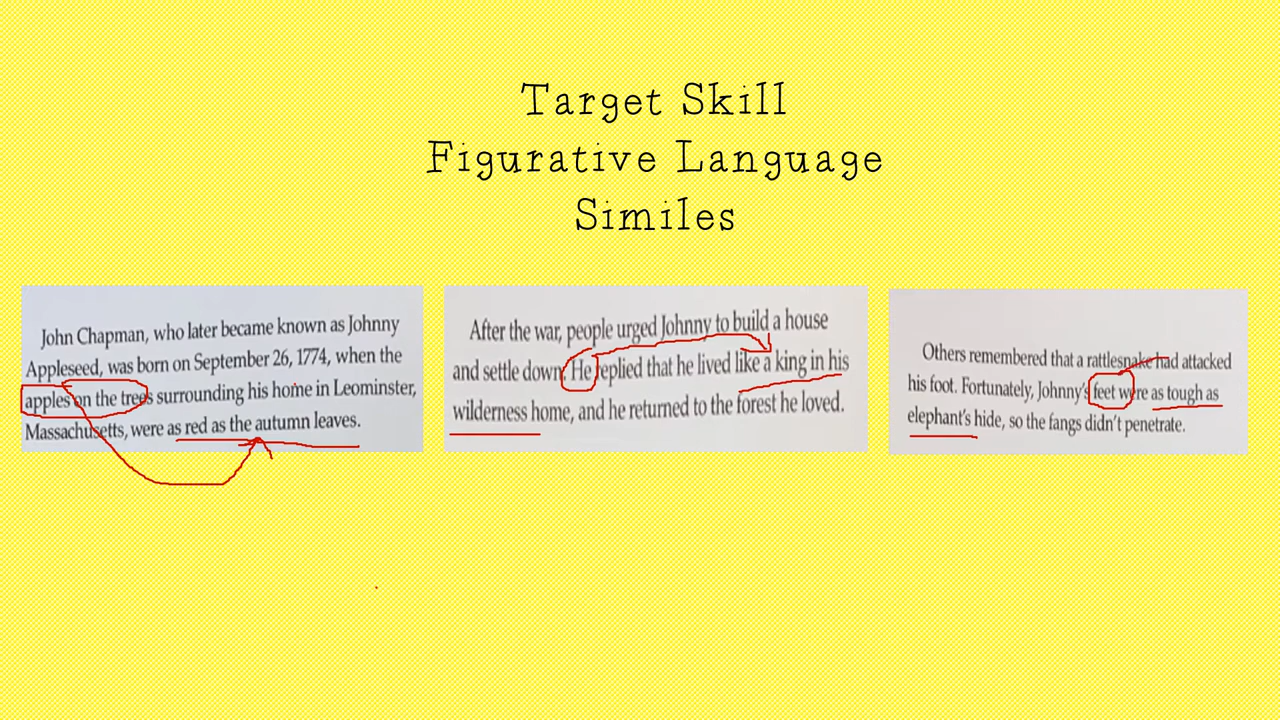 Target Skill
Figurative Language
Similes
John Chapman, who later became known as Johnny
Appleseed, was born on September 26, 1774, when the
apples on the trees surrounding his home in Leominster,
Massachusetts, were as red as the autumn leaves.
After the war, people urged Johnny to build a house
and settle down. He replied that he lived like a king in his
wilderness home, and he returned to the forest he loved.
Others remembered that a rattlesnake had attacked
his foot. Fortunately, Johnny's feet were as tough as
elephant's hide, so the fangs didn't penetrate.